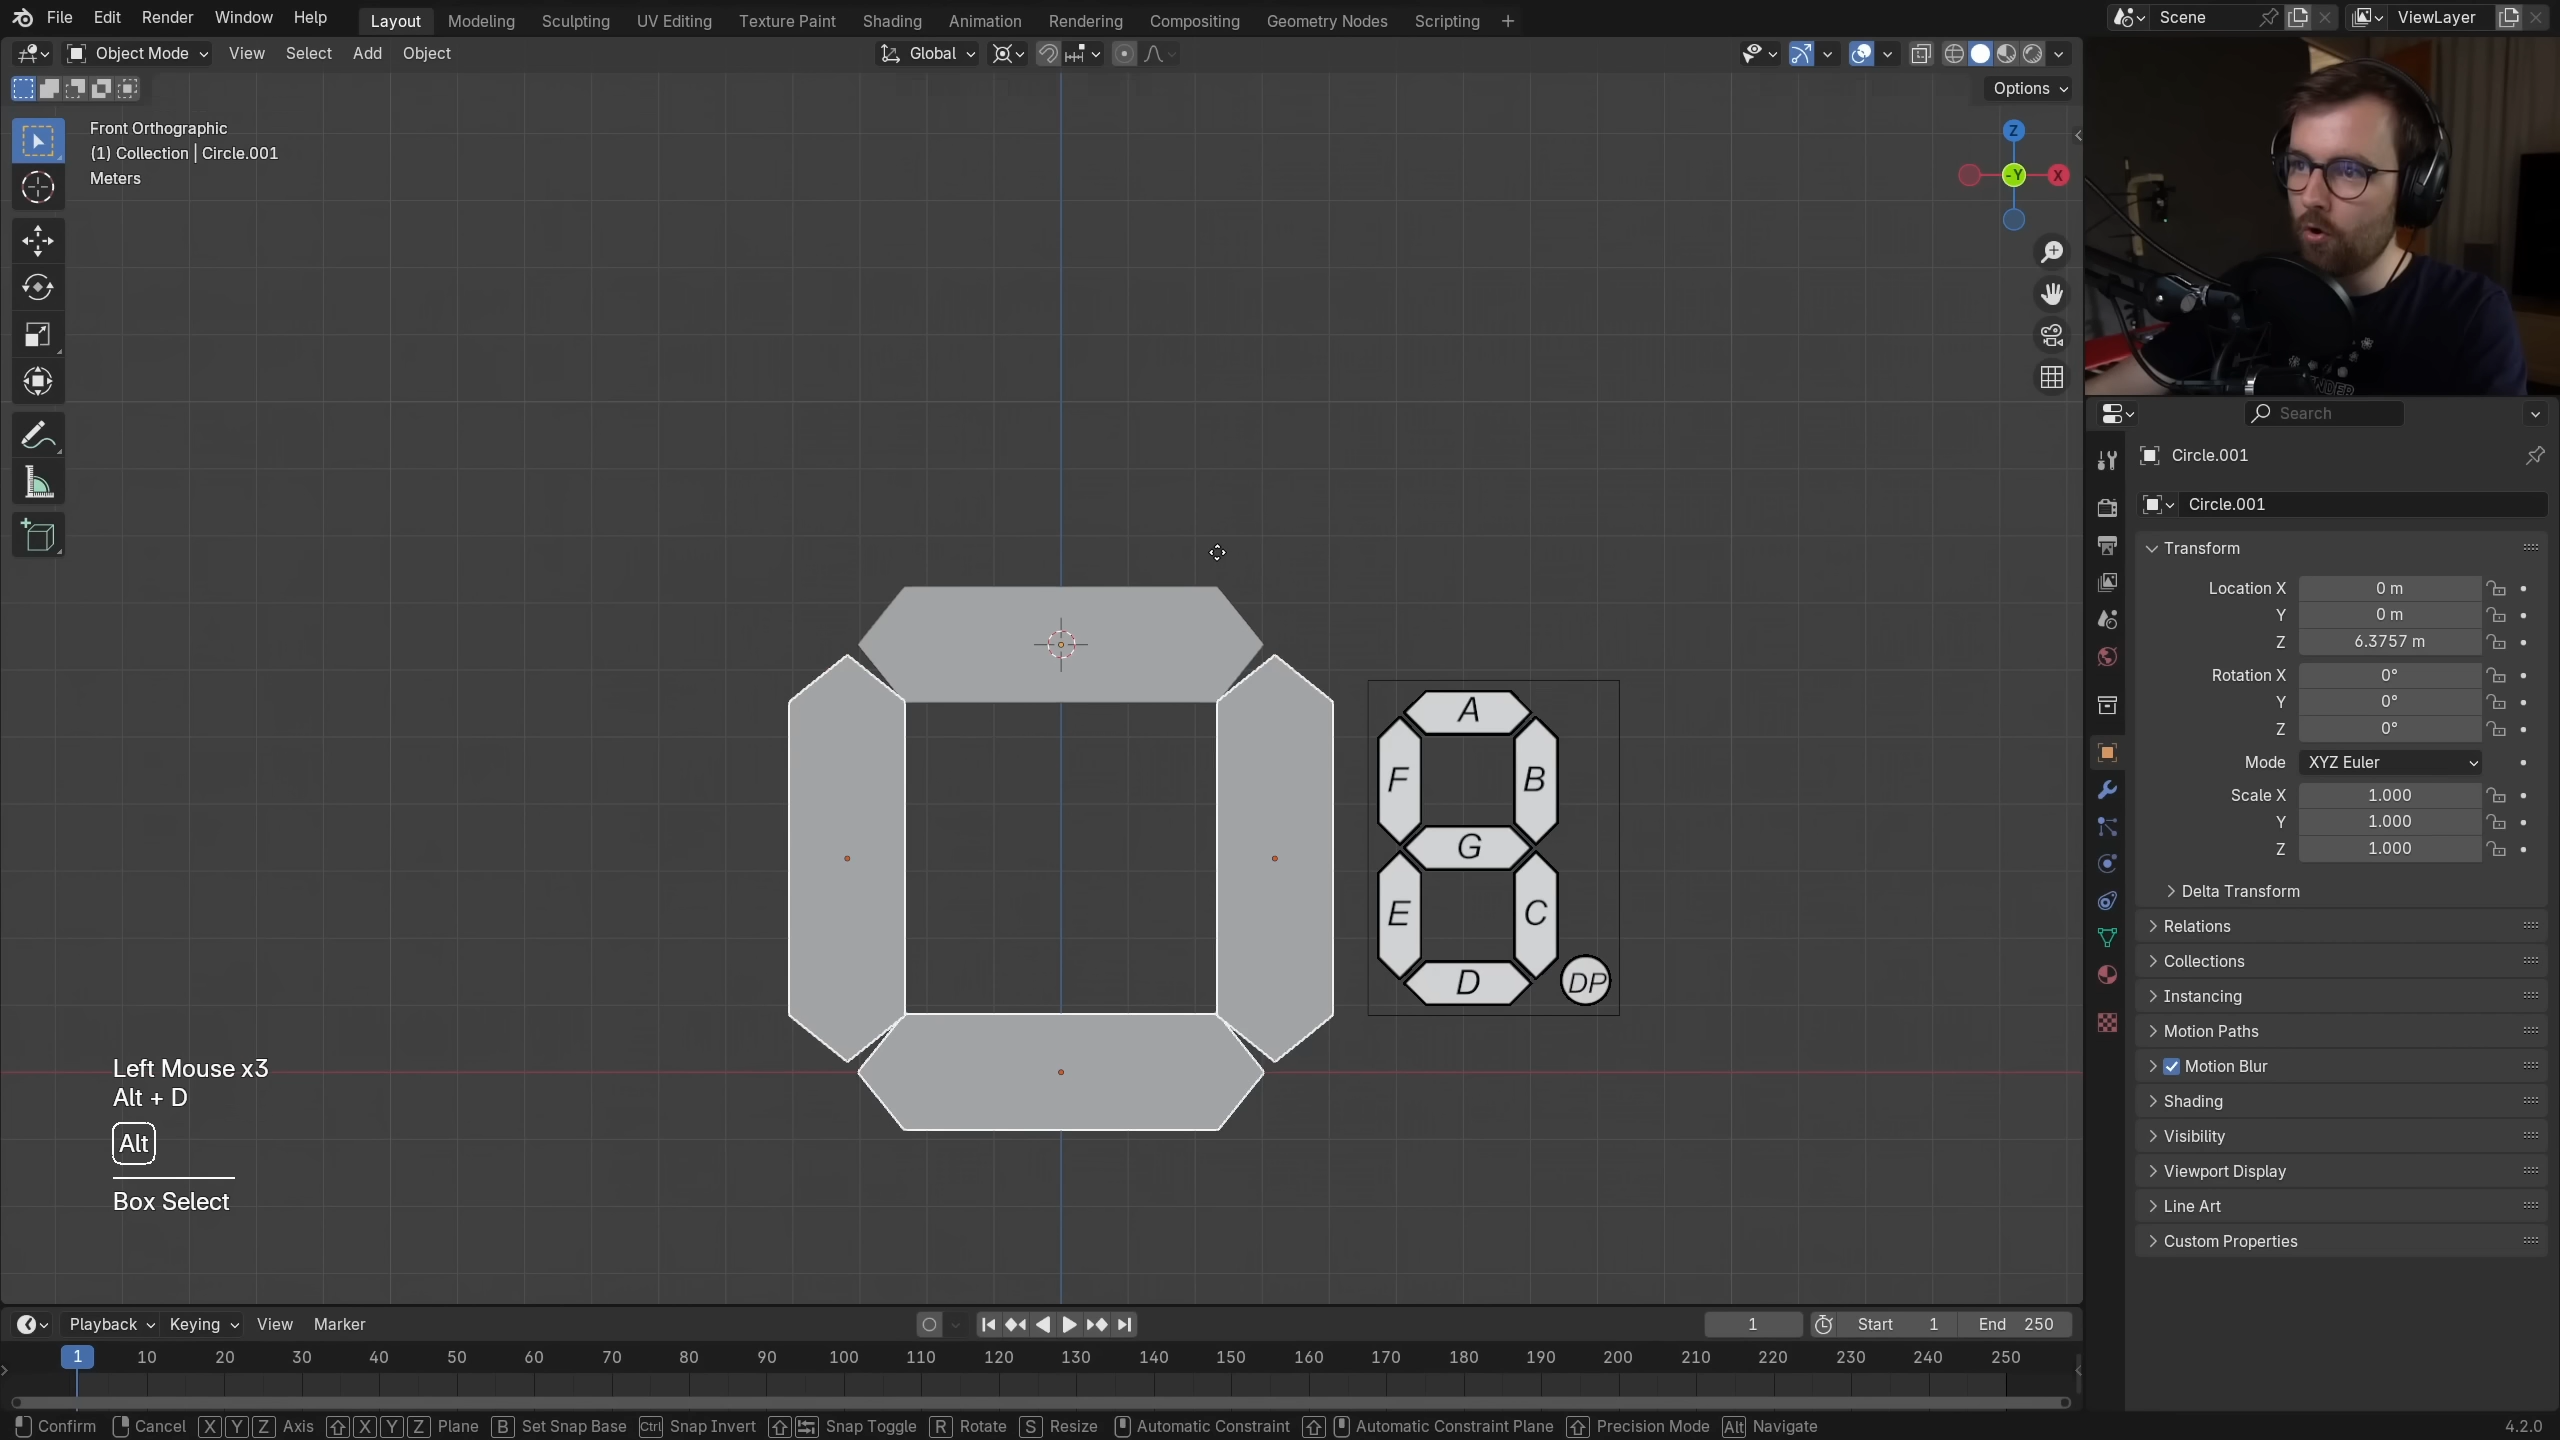 File Edit Render Window Help
Layout Modeling Sculpting UV Editing Texture Paint Shading Animation Rendering Compositing Geometry Nodes Scripting +
Scene
ViewLayer
Object Mode View Select Add Object
Global
Options
Front Orthographic
(1) Collection | Circle.001
Meters
Z
-Y
X
A
F
B
G
E
C
D
DP
Left Mouse x3
Alt + D
Alt
Box Select
Search
Circle.001
Circle.001
Transform
Location X 0 m
Y 0 m
Z 6.3757 m
Rotation X 0°
Y 0°
Z 0°
Mode XYZ Euler
Scale X 1.000
Y 1.000
Z 1.000
Delta Transform
Relations
Collections
Instancing
Motion Paths
Motion Blur
Shading
Visibility
Viewport Display
Line Art
Custom Properties
Playback Keying View Marker
1
Start 1
End 250
1 10 20 30 40 50 60 70 80 90 100 110 120 130 140 150 160 170 180 190 200 210 220 230 240 250
Confirm Cancel X Y Z Axis X Y Z Plane B Set Snap Base Ctrl Snap Invert Snap Toggle R Rotate S Resize Automatic Constraint Automatic Constraint Plane Precision Mode Alt Navigate
4.2.0